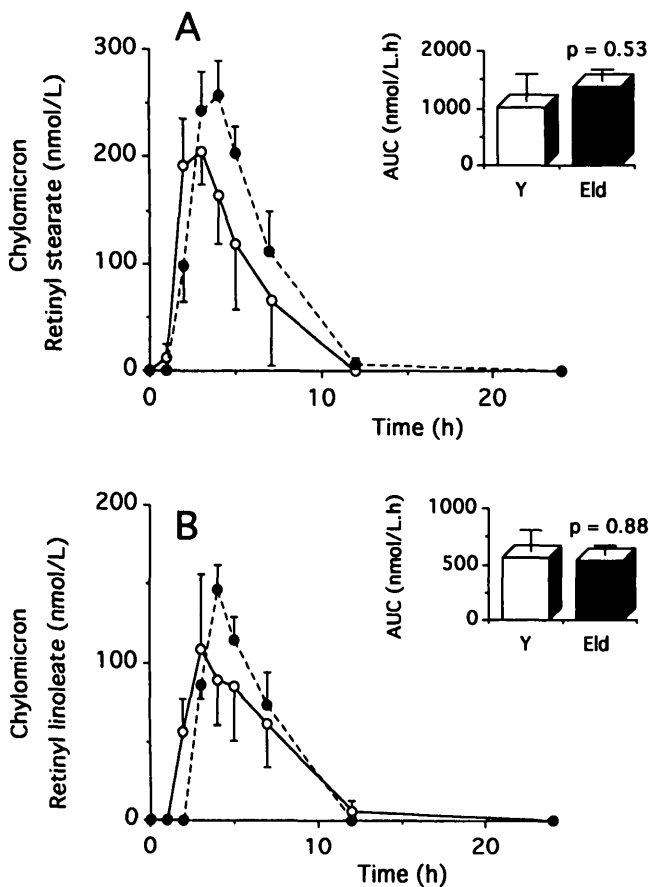 A
300
200
100
0
Chylomicron
Retinyl stearate (nmol/L)
0 10 20
Time (h)
AUC (nmol/L.h)
2000
1000
0
p = 0.53
Y Eld
B
200
100
0
Chylomicron
Retinyl linoleate (nmol/L)
0 10 20
Time (h)
AUC (nmol/L.h)
1000
500
0
p = 0.88
Y Eld